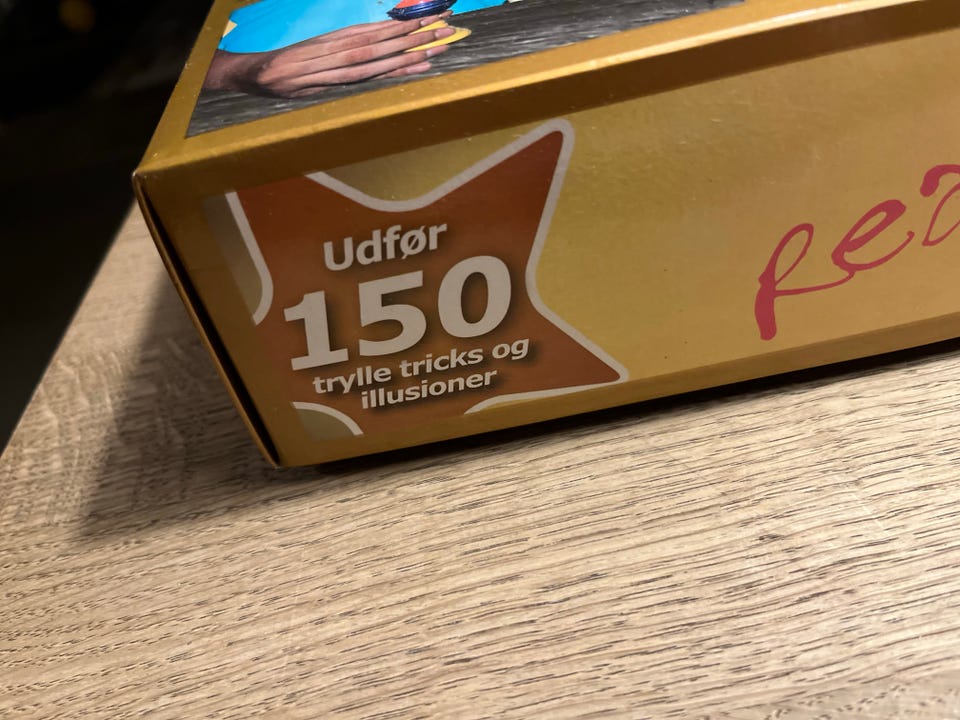 Udfør
150
trylle tricks og
illusioner